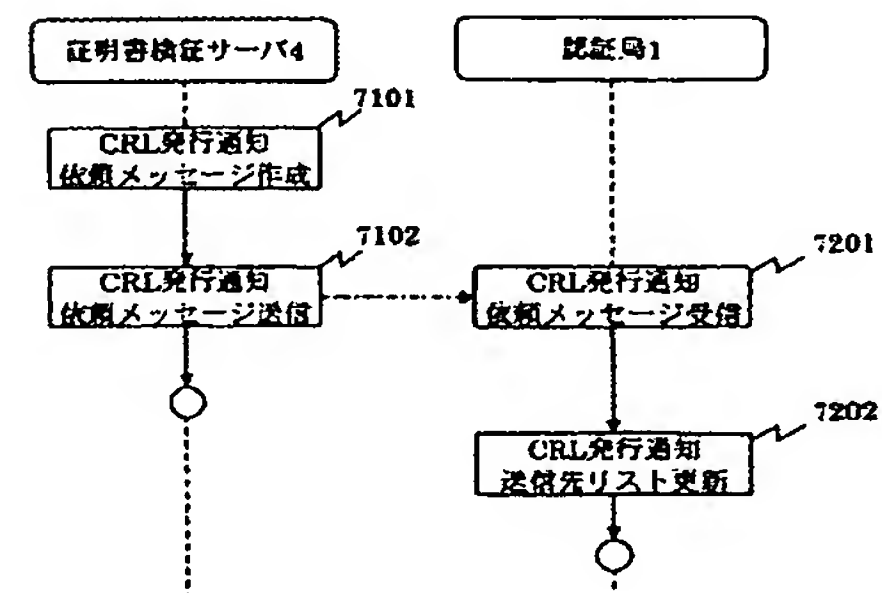 証明書検証サーバ4
認証局1
7101
CRL発行通知
依頼メッセージ作成
7102
CRL発行通知
依頼メッセージ送信
7201
CRL発行通知
依頼メッセージ受信
7202
CRL発行通知
送信先リスト更新